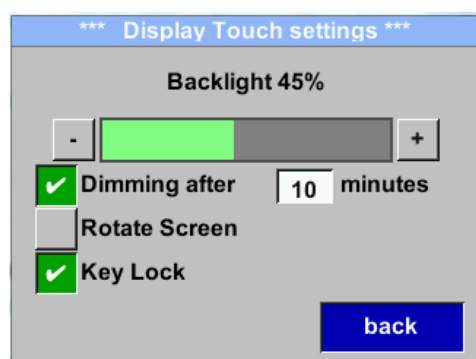 *** Display Touch settings ***
Backlight 45%
- +
Dimming after 10 minutes
Rotate Screen
Key Lock
back